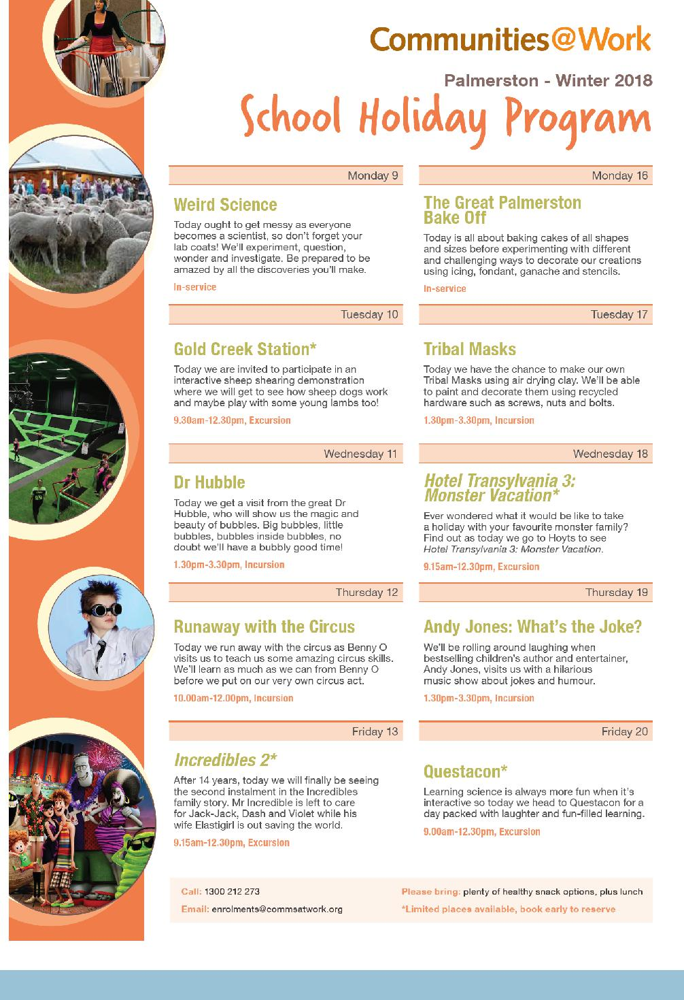 Communities@Work
Palmerston - Winter 2018
School Holiday Program
Monday 9
Weird Science
Today ought to get messy as everyone
becomes a scientist, so don't forget your
lab coats! We'll experiment, question,
wonder and investigate. Be prepared to be
amazed by all the discoveries you'll make.
In-service
Tuesday 10
Gold Creek Station*
Today we are invited to participate in an
interactive sheep shearing demonstration
where we will get to see how sheep dogs work
and maybe play with some young lambs too!
9.30am-12.30pm, Excursion
Wednesday 11
Dr Hubble
Today we get a visit from the great Dr
Hubble, who will show us the magic and
beauty of bubbles. Big bubbles, little
bubbles, bubbles inside bubbles, no
doubt we'll have a bubbly good time!
1.30pm-3.30pm, Incursion
Thursday 12
Runaway with the Circus
Today we run away with the circus as Benny O
visits us to teach us some amazing circus skills.
We'll learn as much as we can from Benny O
before we put on our very own circus act.
10.00am-12.00pm, Incursion
Friday 13
Incredibles 2*
After 14 years, today we will finally be seeing
the second instalment in the Incredibles
family story. Mr Incredible is left to care
for Jack-Jack, Dash and Violet while his
wife Elastigirl is out saving the world.
9.15am-12.30pm, Excursion
Monday 16
The Great Palmerston
Bake Off
Today is all about baking cakes of all shapes
and sizes before experimenting with different
and challenging ways to decorate our creations
using icing, fondant, ganache and stencils.
In-service
Tuesday 17
Tribal Masks
Today we have the chance to make our own
Tribal Masks using air drying clay. We'll be able
to paint and decorate them using recycled
hardware such as screws, nuts and bolts.
1.30pm-3.30pm, Incursion
Wednesday 18
Hotel Transylvania 3:
Monster Vacation*
Ever wondered what it would be like to take
a holiday with your favourite monster family?
Find out as today we go to Hoyts to see
Hotel Transylvania 3: Monster Vacation.
9.15am-12.30pm, Excursion
Thursday 19
Andy Jones: What's the Joke?
We'll be rolling around laughing when
bestselling children's author and entertainer,
Andy Jones, visits us with a hilarious
music show about jokes and humour.
1.30pm-3.30pm, Incursion
Friday 20
Questacon*
Learning science is always more fun when it's
interactive so today we head to Questacon for a
day packed with laughter and fun-filled learning.
9.00am-12.30pm, Excursion
Call: 1300 212 273
Email: enrolments@commsatwork.org
Please bring: plenty of healthy snack options, plus lunch
*Limited places available, book early to reserve